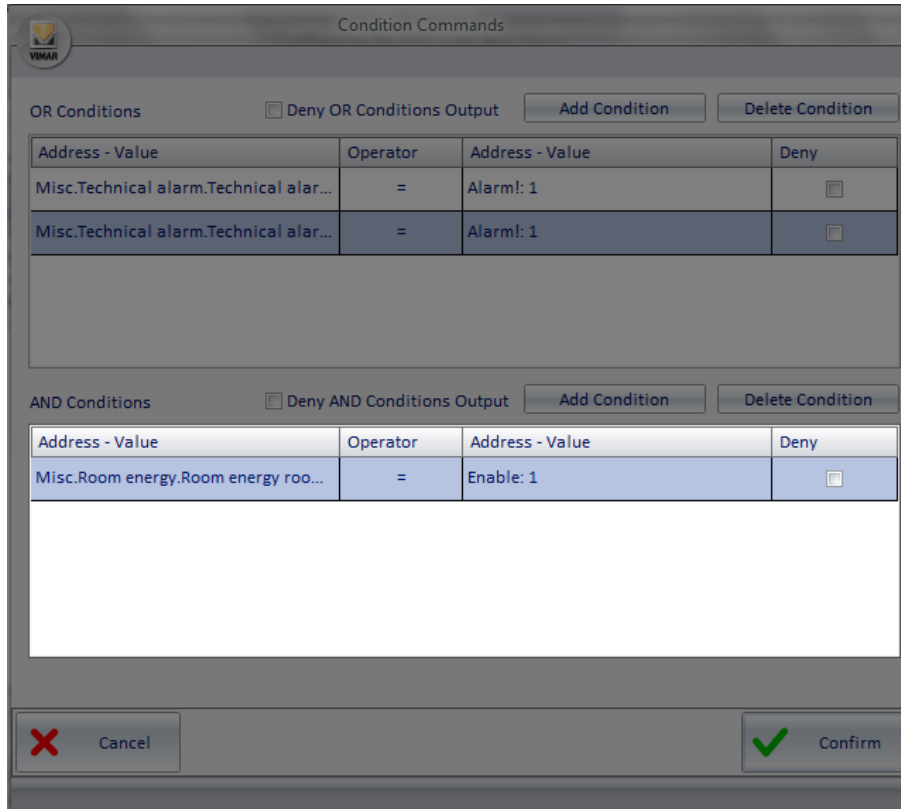 Condition Commands
VIMAR
OR Conditions Deny OR Conditions Output Add Condition Delete Condition
Address - Value Operator Address - Value Deny
Misc.Technical alarm.Technical alar... = Alarm!: 1
Misc.Technical alarm.Technical alar... = Alarm!: 1
AND Conditions Deny AND Conditions Output Add Condition Delete Condition
Address - Value Operator Address - Value Deny
Misc.Room energy.Room energy roo... = Enable: 1
Cancel Confirm